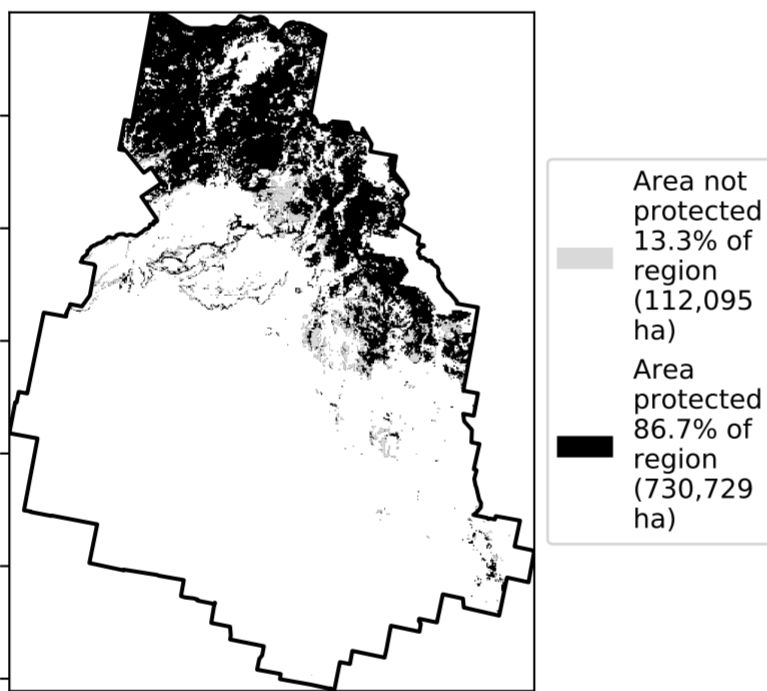 Area not
protected
13.3% of
region
(112,095
ha)
Area
protected
86.7% of
region
(730,729
ha)